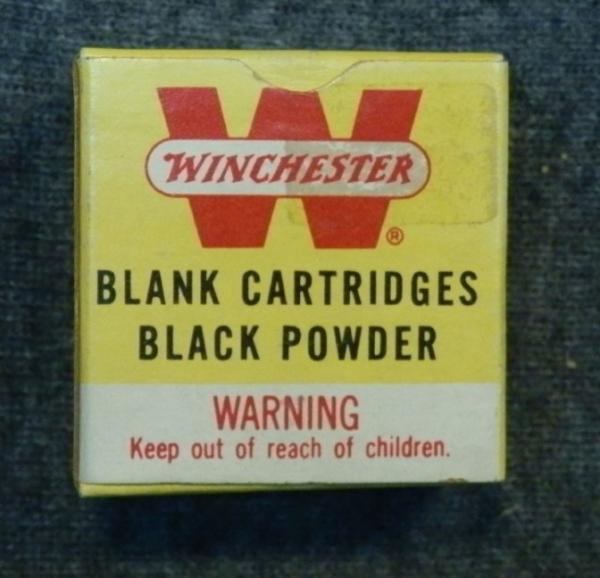 W
WINCHESTER
®
BLANK CARTRIDGES
BLACK POWDER
WARNING
Keep out of reach of children.